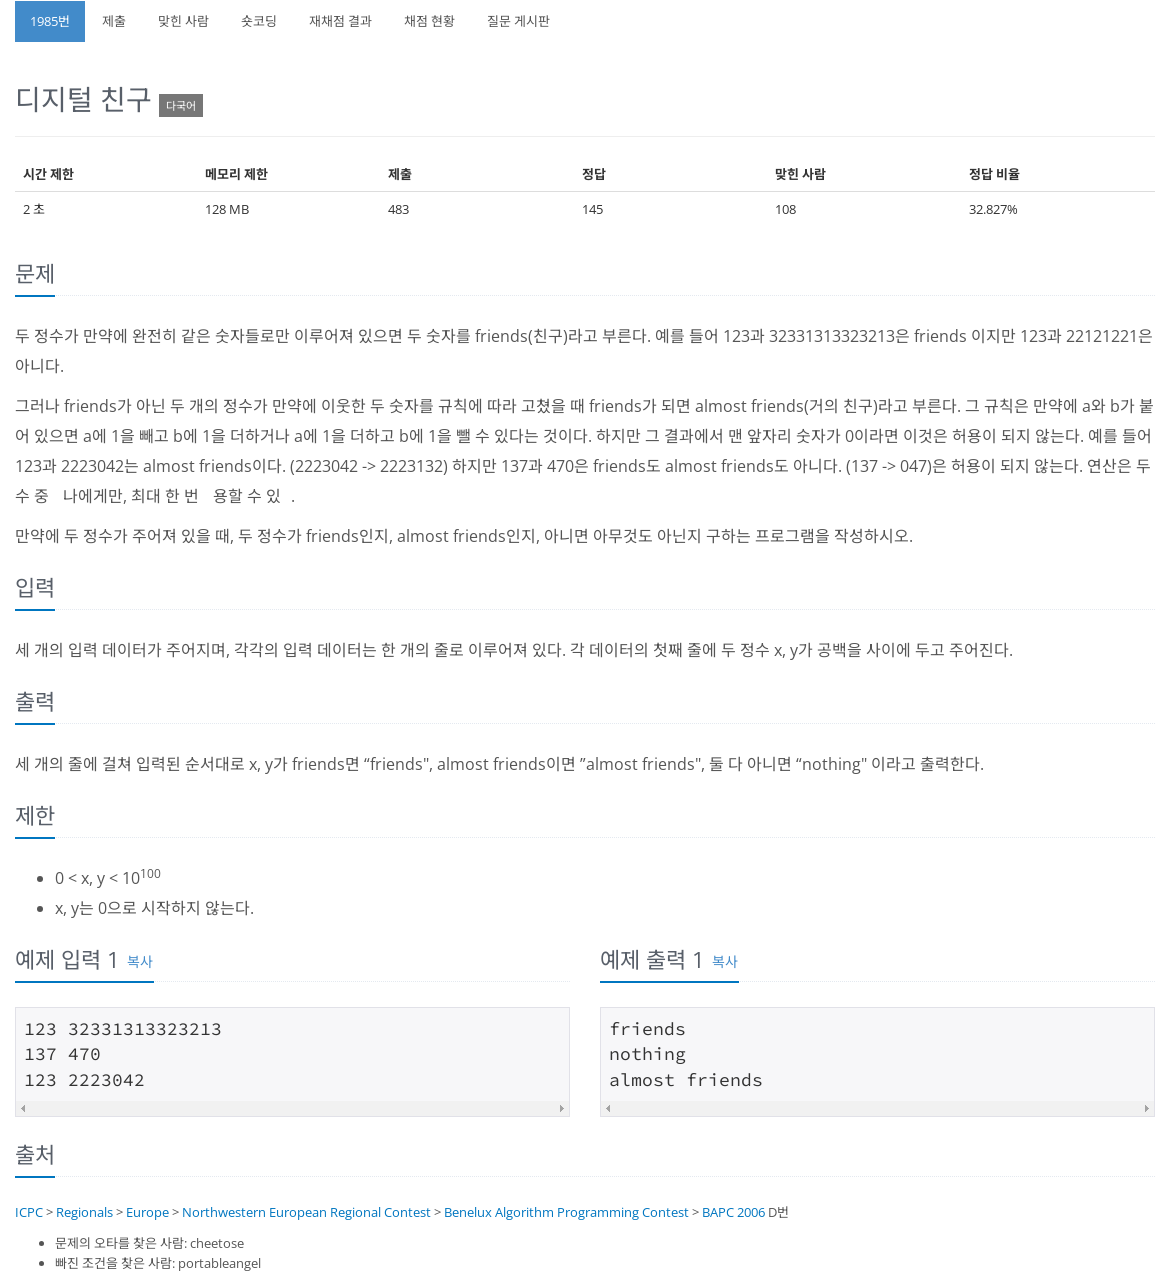 1985번 제출 맞힌 사람 숏코딩 재채점 결과 채점 현황 질문 게시판
디지털 친구 다국어
시간 제한 메모리 제한 제출 정답 맞힌 사람 정답 비율
2 초 128 MB 483 145 108 32.827%
문제
두 정수가 만약에 완전히 같은 숫자들로만 이루어져 있으면 두 숫자를 friends(친구)라고 부른다. 예를 들어 123과 32331313323213은 friends 이지만 123과 22121221은
아니다.
그러나 friends가 아닌 두 개의 정수가 만약에 이웃한 두 숫자를 규칙에 따라 고쳤을 때 friends가 되면 almost friends(거의 친구)라고 부른다. 그 규칙은 만약에 a와 b가 붙
어 있으면 a에 1을 빼고 b에 1을 더하거나 a에 1을 더하고 b에 1을 뺄 수 있다는 것이다. 하지만 그 결과에서 맨 앞자리 숫자가 0이라면 이것은 허용이 되지 않는다. 예를 들어
123과 2223042는 almost friends이다. (2223042 -> 2223132) 하지만 137과 470은 friends도 almost friends도 아니다. (137 -> 047)은 허용이 되지 않는다. 연산은 두
수 중 나에게만, 최대 한 번 용할 수 있 .
만약에 두 정수가 주어져 있을 때, 두 정수가 friends인지, almost friends인지, 아니면 아무것도 아닌지 구하는 프로그램을 작성하시오.
입력
세 개의 입력 데이터가 주어지며, 각각의 입력 데이터는 한 개의 줄로 이루어져 있다. 각 데이터의 첫째 줄에 두 정수 x, y가 공백을 사이에 두고 주어진다.
출력
세 개의 줄에 걸쳐 입력된 순서대로 x, y가 friends면 “friends", almost friends이면 ”almost friends", 둘 다 아니면 “nothing" 이라고 출력한다.
제한
• 0 < x, y < 10^100
• x, y는 0으로 시작하지 않는다.
예제 입력 1 복사
123 32331313323213
137 470
123 2223042
예제 출력 1 복사
friends
nothing
almost friends
출처
ICPC > Regionals > Europe > Northwestern European Regional Contest > Benelux Algorithm Programming Contest > BAPC 2006 D번
• 문제의 오타를 찾은 사람: cheetose
• 빠진 조건을 찾은 사람: portableangel